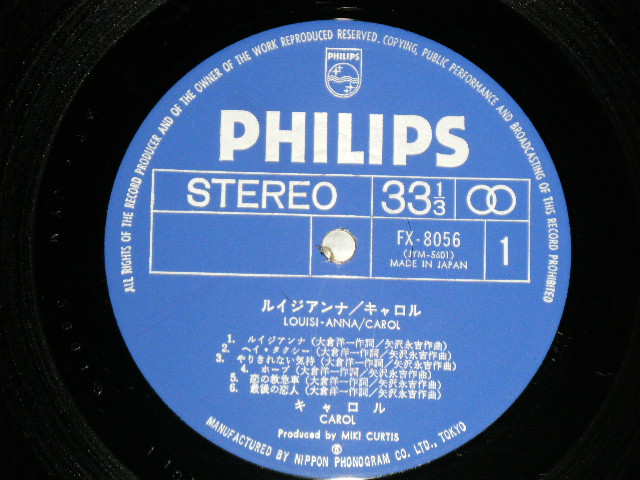 ALL RIGHTS OF THE RECORD PRODUCER AND OF THE OWNER OF THE WORK REPRODUCED RESERVED. COPYING, PUBLIC PERFORMANCE AND BROADCASTING OF THIS RECORD PROHIBITED
PHILIPS
PHILIPS
STEREO 33 1/3
FX-8056
(JYM-5601)
MADE IN JAPAN
1
ルイジアンナ/キャロル
LOUISI-ANNA/CAROL
1. ルイジアンナ (大倉洋一作詞/矢沢永吉作曲)
2. ヘイ・タクシー (大倉洋一作詞/矢沢永吉作曲)
3. やりきれない気持 (大倉洋一作詞/矢沢永吉作曲)
4. ホープ (大倉洋一作詞/矢沢永吉作曲)
5. 恋の救急車 (大倉洋一作詞/矢沢永吉作曲)
6. 最後の恋人 (大倉洋一作詞/矢沢永吉作曲)
キャロル
CAROL
Produced by MIKI CURTIS
Ⓟ
MANUFACTURED BY NIPPON PHONOGRAM CO. LTD., TOKYO